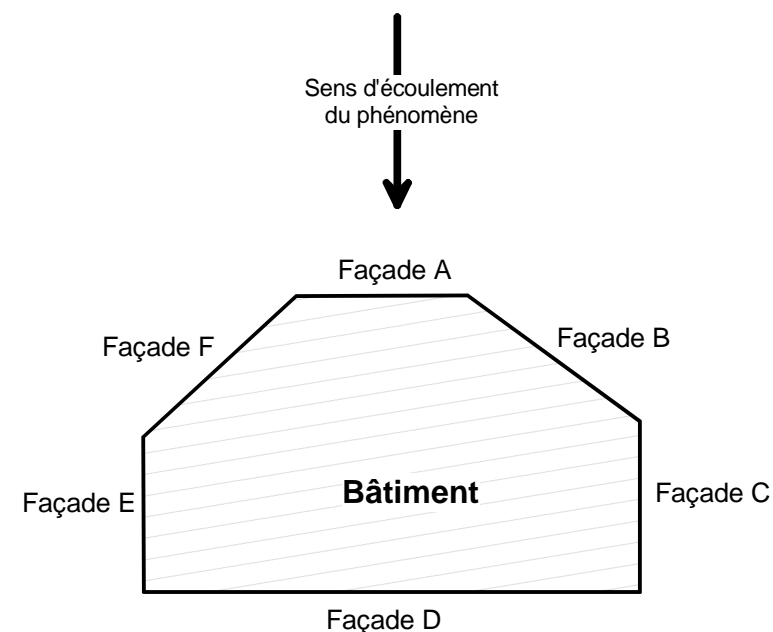 Sens d'écoulement
du phénomène
Façade A
Façade B
Façade F
Bâtiment
Façade E
Façade C
Façade D